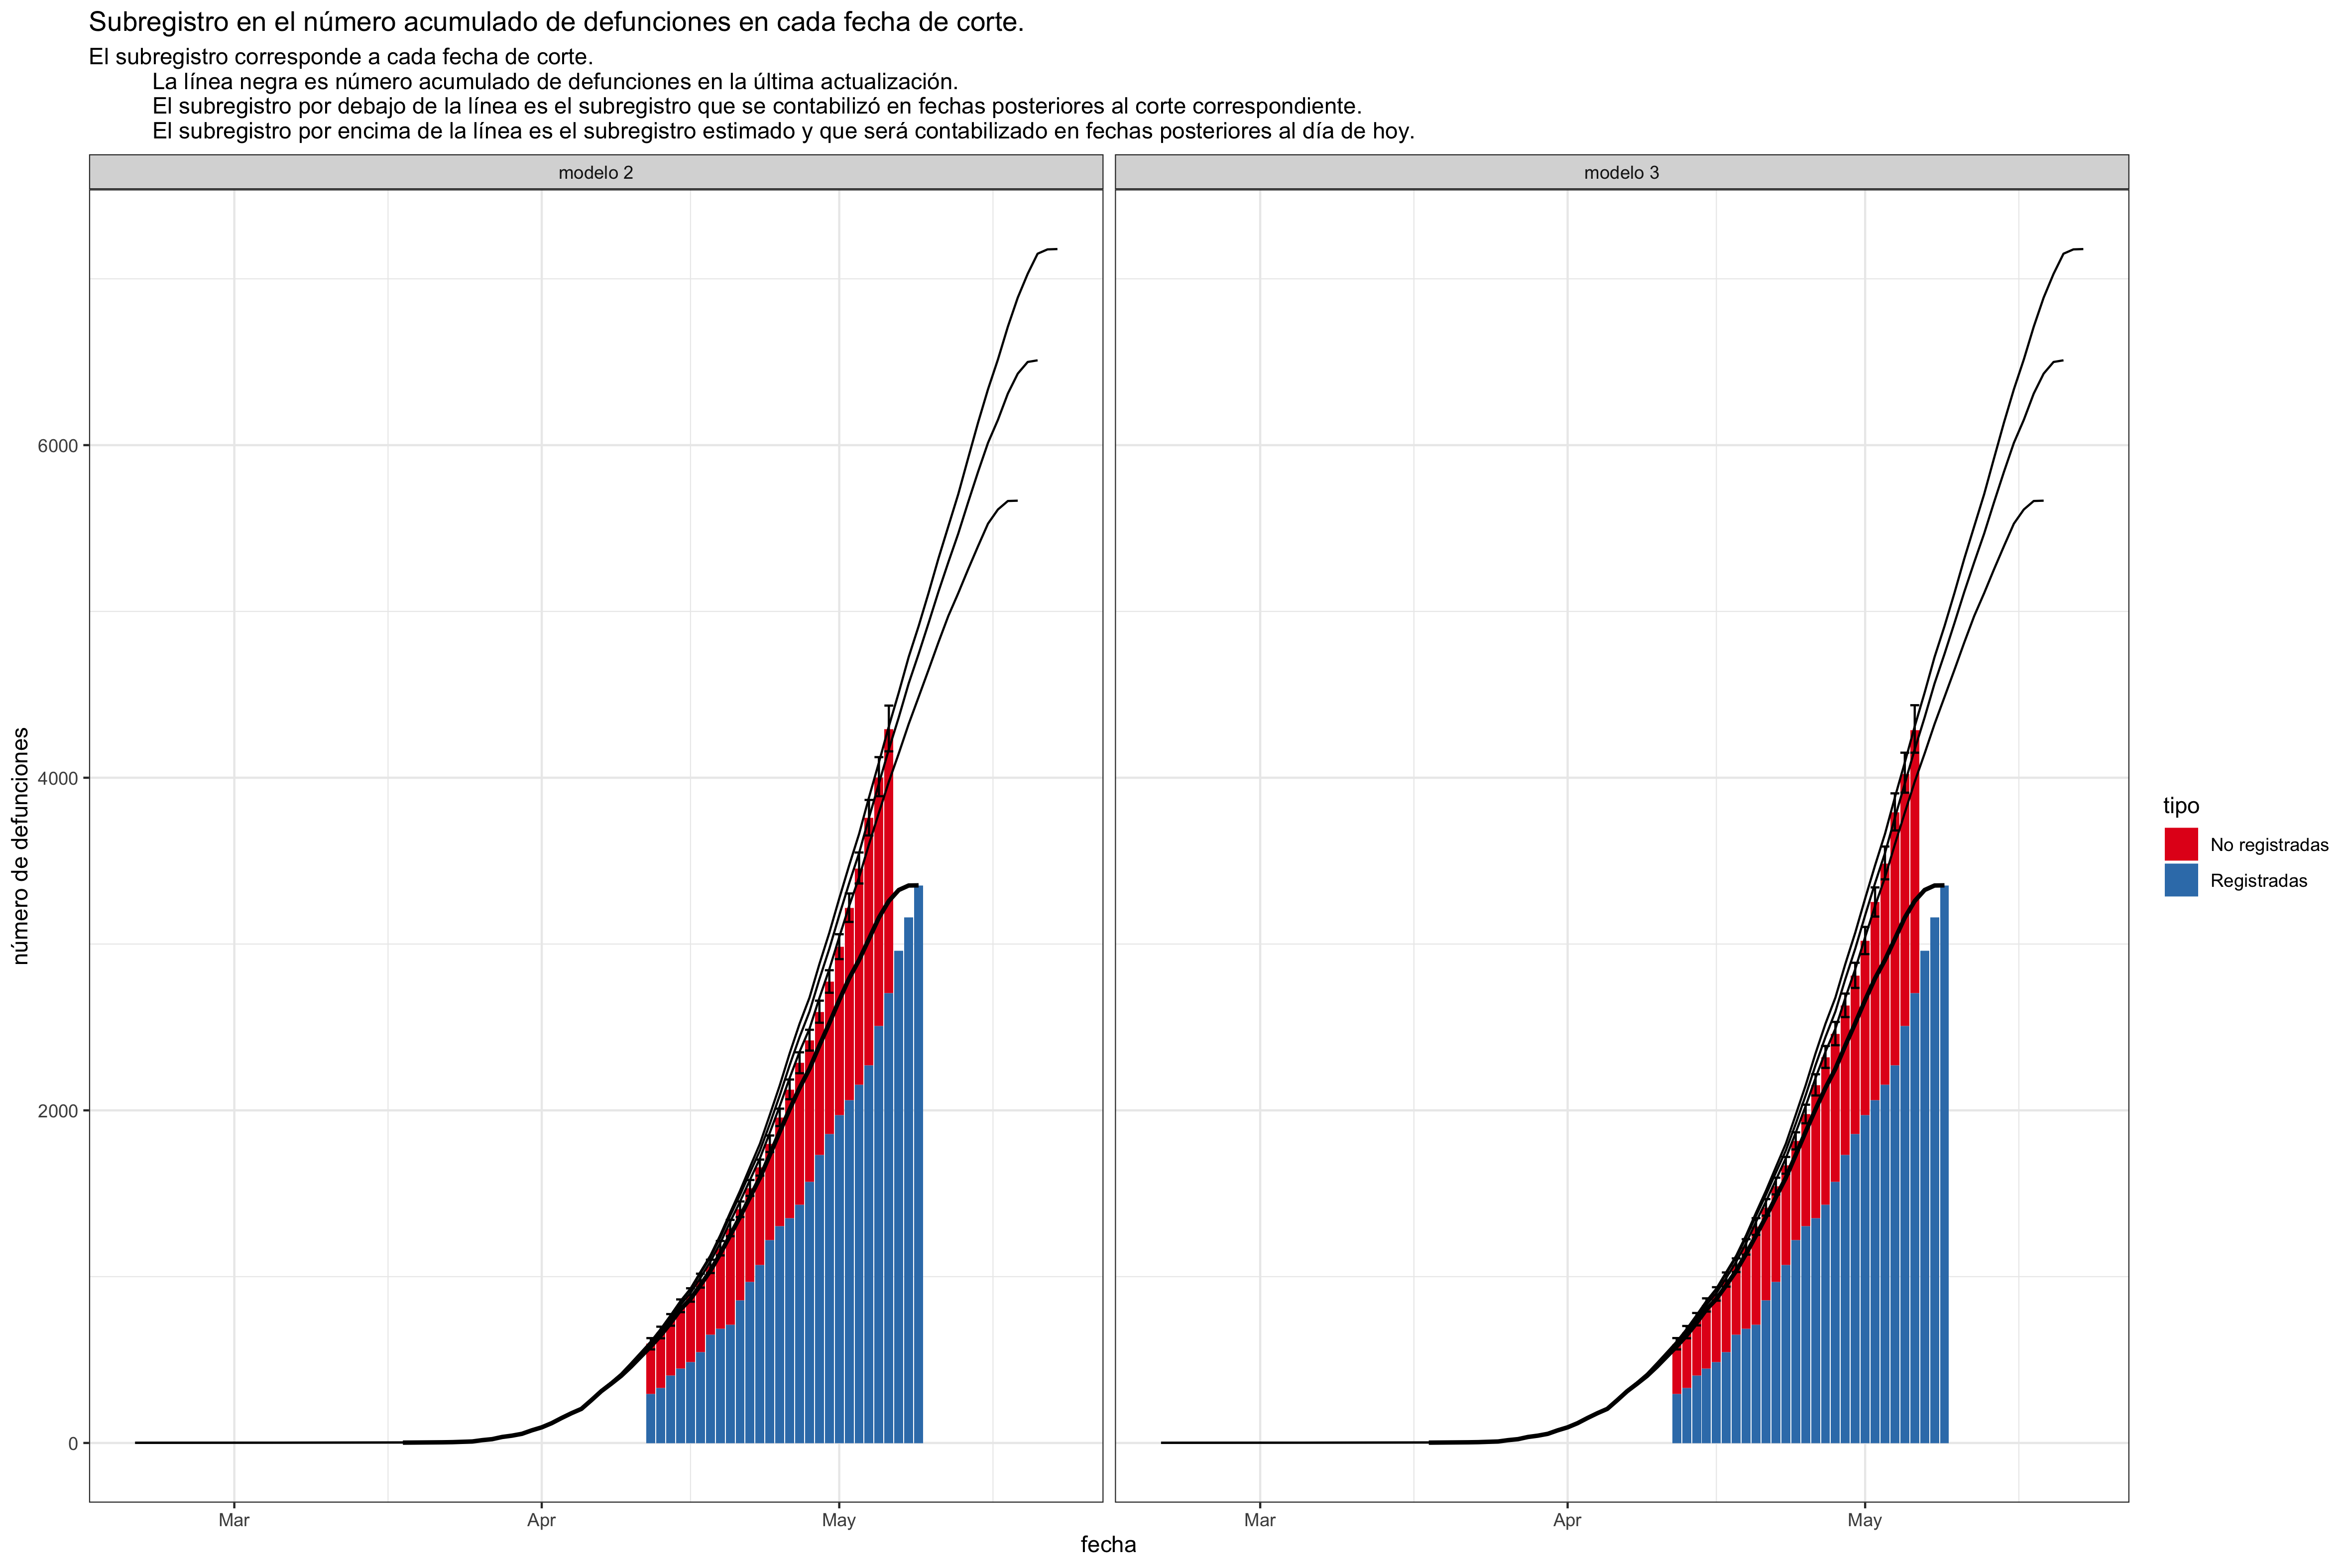 Subregistro en el número acumulado de defunciones en cada fecha de corte.
El subregistro corresponde a cada fecha de corte.
La línea negra es número acumulado de defunciones en la última actualización.
El subregistro por debajo de la línea es el subregistro que se contabilizó en fechas posteriores al corte correspondiente.
El subregistro por encima de la línea es el subregistro estimado y que será contabilizado en fechas posteriores al día de hoy.
modelo 2
modelo 3
número de defunciones
6000
4000
2000
0
Mar
Apr
May
Mar
Apr
May
fecha
tipo
No registradas
Registradas